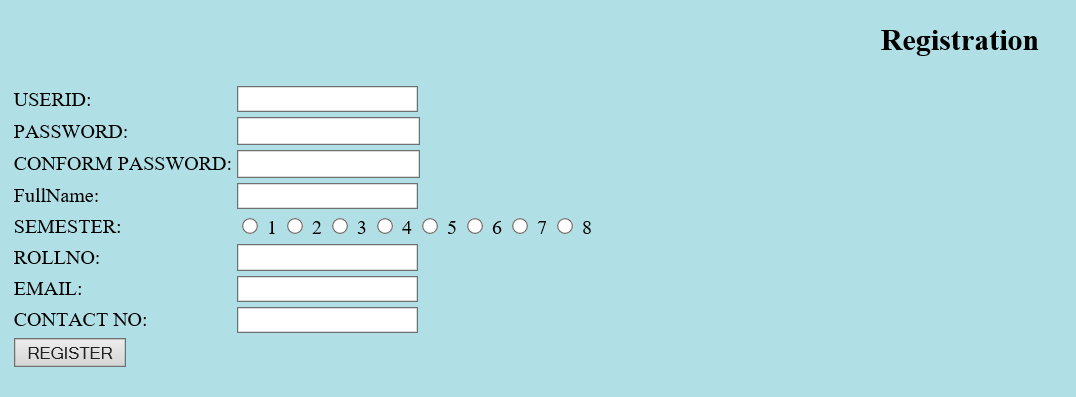 Registration
USERID:
PASSWORD:
CONFORM PASSWORD:
FullName:
SEMESTER: 1 2 3 4 5 6 7 8
ROLLNO:
EMAIL:
CONTACT NO:
REGISTER